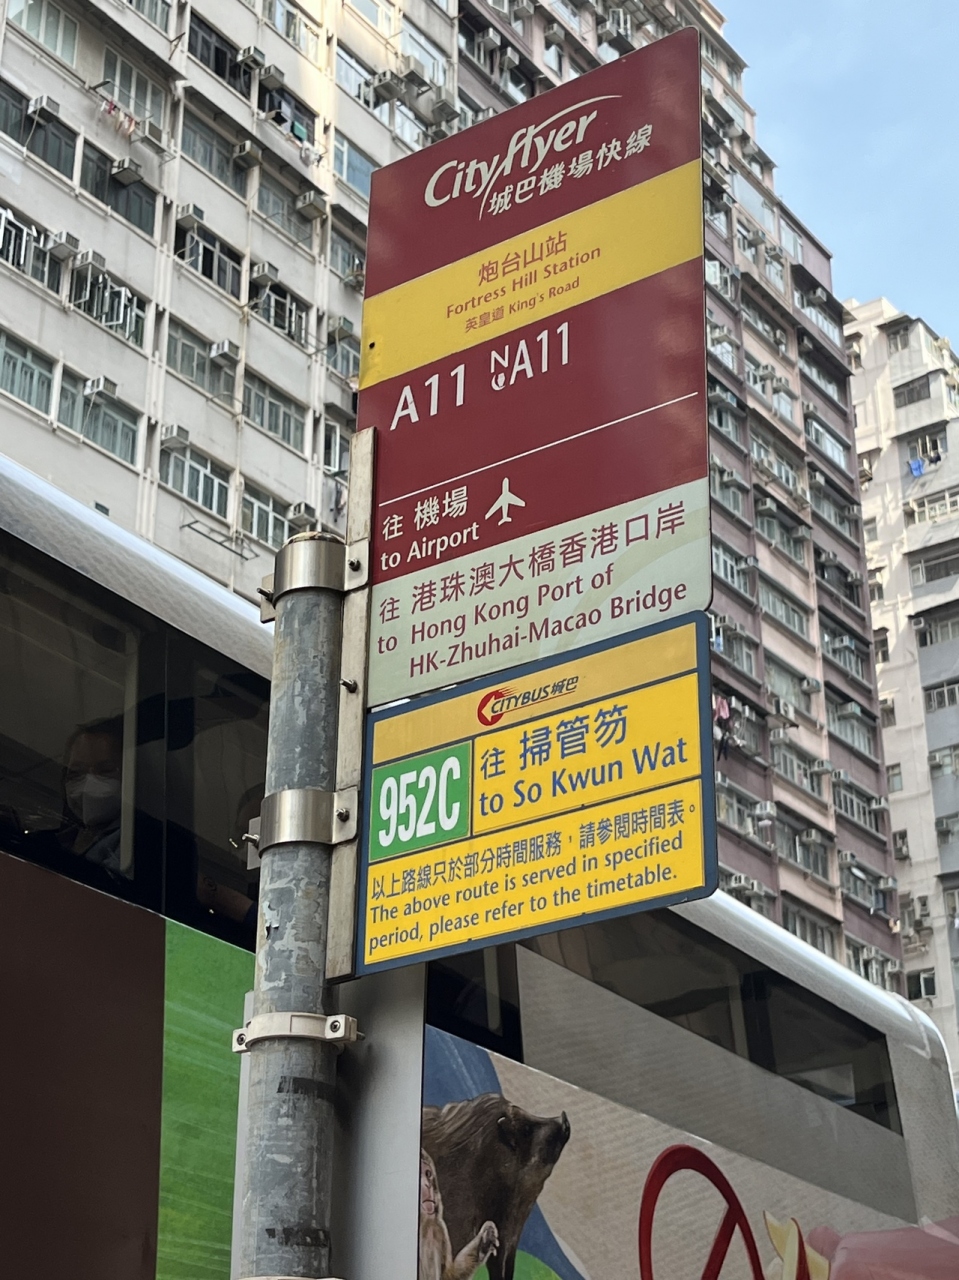 Cityflyer
城巴機場快線
炮台山站
Fortress Hill Station
英皇道 King's Road
A11 NA11
往 機場
to Airport
往 港珠澳大橋香港口岸
to Hong Kong Port of
HK-Zhuhai-Macao Bridge
CITYBUS 城巴
952C
往 掃管笏
to So Kwun Wat
以上路線只於部分時間服務，請參閱時間表。
The above route is served in specified
period, please refer to the timetable.